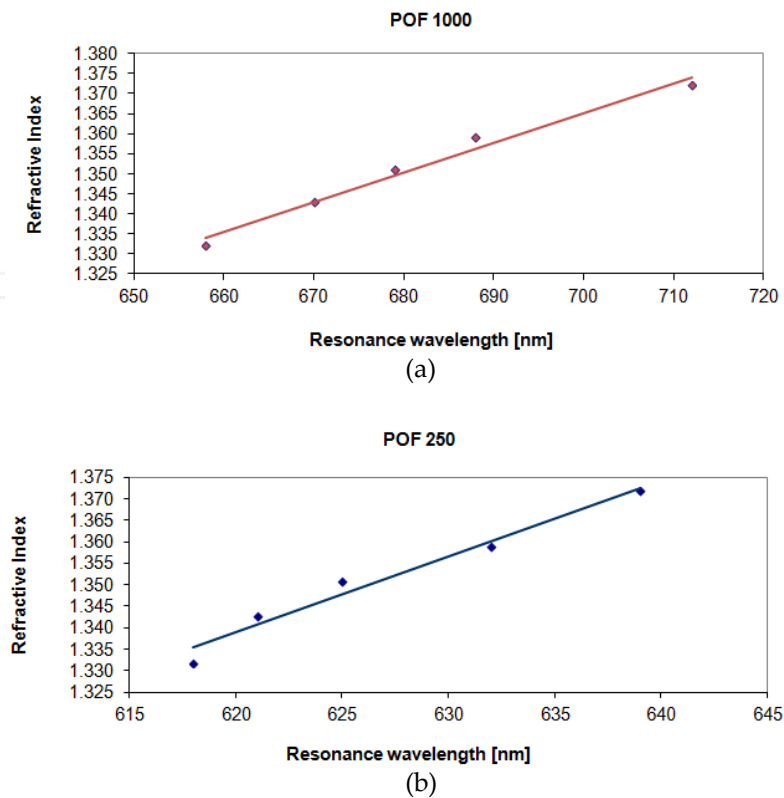 POF 1000
1.380
1.375
1.370
1.365
1.360
1.355
1.350
1.345
1.340
1.335
1.330
1.325
Refractive Index
650 660 670 680 690 700 710 720
Resonance wavelength [nm]
(a)
POF 250
1.375
1.370
1.365
1.360
1.355
1.350
1.345
1.340
1.335
1.330
1.325
Refractive Index
615 620 625 630 635 640 645
Resonance wavelength [nm]
(b)